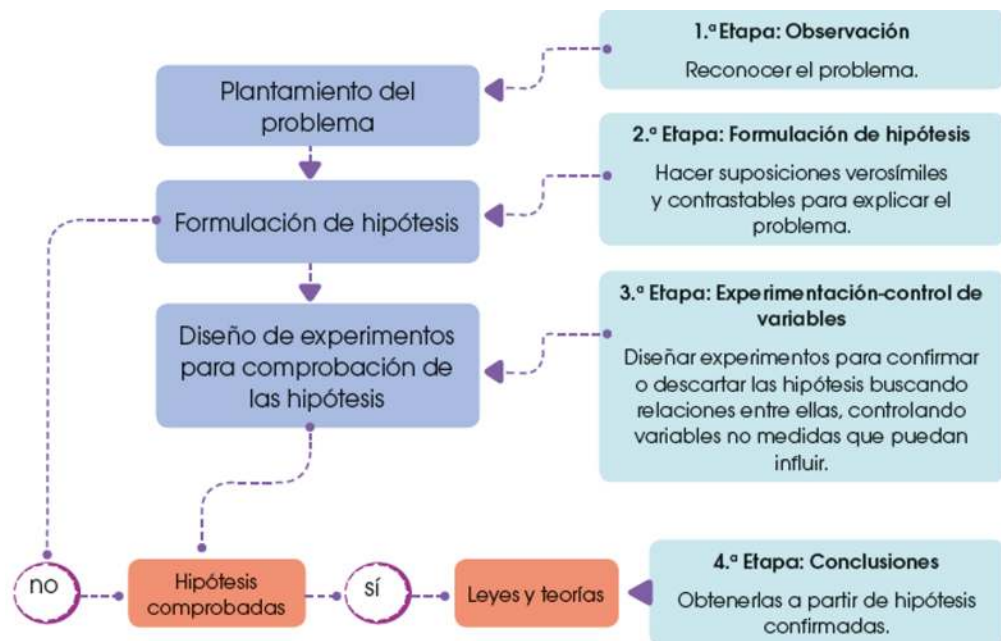 Plantamiento del
problema
Formulación de hipótesis
Diseño de experimentos
para comprobación de
las hipótesis
no
Hipótesis
comprobadas
sí
Leyes y teorías
1.ª Etapa: Observación
Reconocer el problema.
2.ª Etapa: Formulación de hipótesis
Hacer suposiciones verosímiles
y contrastables para explicar el
problema.
3.ª Etapa: Experimentación-control de
variables
Diseñar experimentos para confirmar
o descartar las hipótesis buscando
relaciones entre ellas, controlando
variables no medidas que puedan
influir.
4.ª Etapa: Conclusiones
Obtenerlas a partir de hipótesis
confirmadas.